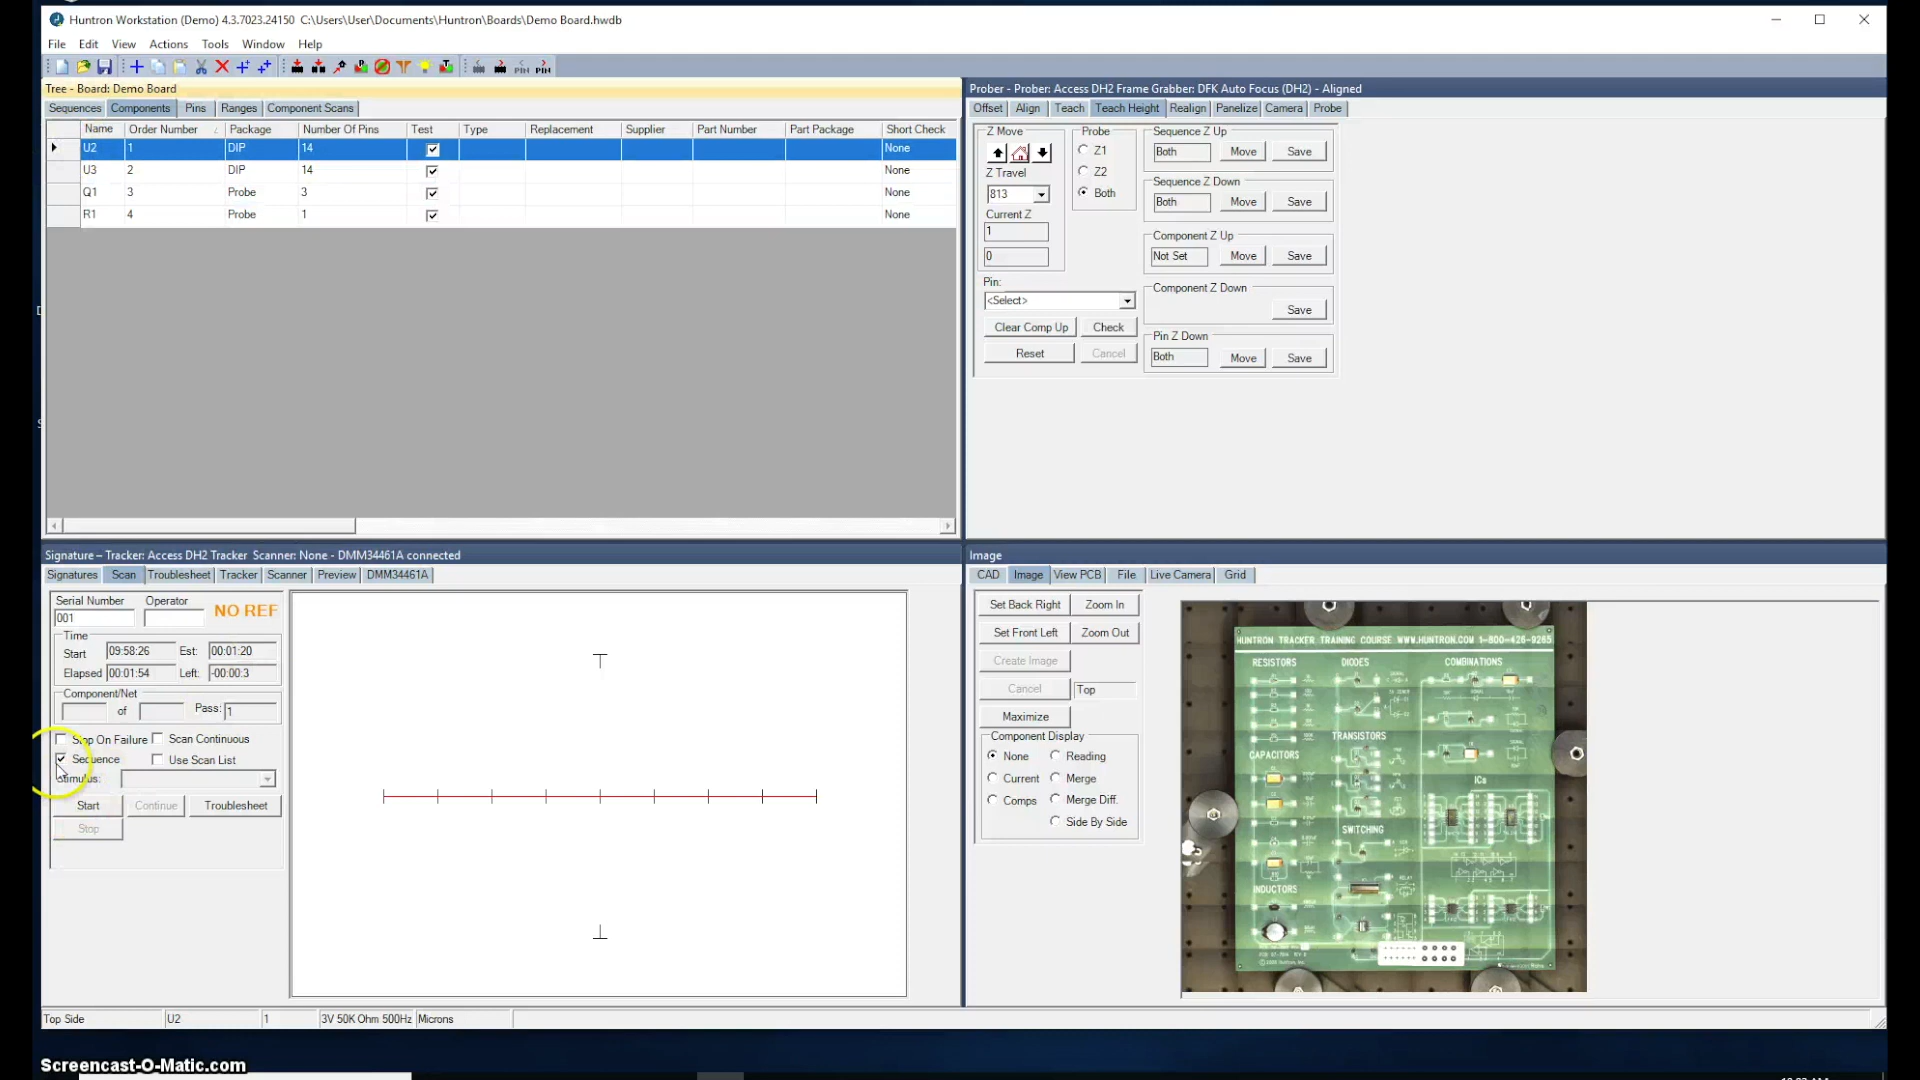 Huntron Workstation (Demo) 4.3.7023.24150 C:\Users\User\Documents\Huntron\Boards\Demo Board.hwdb
File Edit View Actions Tools Window Help
Tree - Board: Demo Board
Sequences Components Pins Ranges Component Scans
Name Order Number Package Number Of Pins Test Type Replacement Supplier Part Number Part Package Short Check
U2 1 DIP 14 None
U3 2 DIP 14 None
Q1 3 Probe 3 None
R1 4 Probe 1 None
Prober - Prober: Access DH2 Frame Grabber: DFK Auto Focus (DH2) - Aligned
Offset Align Teach Teach Height Realign Panelize Camera Probe
Z Move
Z Travel
813
Current Z
1
0
Probe
Z1
Z2
Both
Pin:
<Select>
Clear Comp Up Check
Reset Cancel
Sequence Z Up
Both Move Save
Sequence Z Down
Both Move Save
Component Z Up
Not Set Move Save
Component Z Down
Save
Pin Z Down
Both Move Save
Signature – Tracker: Access DH2 Tracker Scanner: None - DMM34461A connected
Signatures Scan Troublesheet Tracker Scanner Preview DMM34461A
Serial Number Operator
001
NO REF
Time
Start 09:58:26 Est: 00:01:20
Elapsed 00:01:54 Left: -00:00:3
Component/Net
of Pass: 1
Stop On Failure Scan Continuous
Sequence Use Scan List
Stimulus:
Start Continue Troublesheet
Stop
Image
CAD Image View PCB File Live Camera Grid
Set Back Right Zoom In
Set Front Left Zoom Out
Create Image
Cancel Top
Maximize
Component Display
None Reading
Current Merge
Comps Merge Diff.
Side By Side
HUNTRON TRACKER TRAINING COURSE WWW.HUNTRON.COM 1-800-426-9265
RESISTORS DIODES COMBINATIONS
TRANSISTORS
CAPACITORS
ICs
SWITCHING
INDUCTORS
Top Side U2 1 3V 50K Ohm 500Hz Microns
Screencast-O-Matic.com